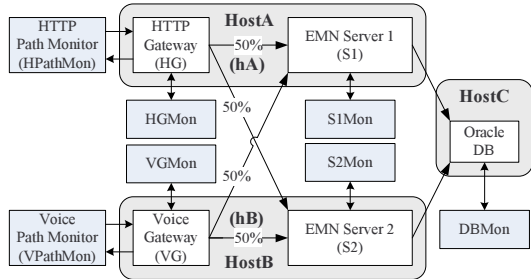 HTTP
Path Monitor
(HPathMon)
HTTP
Gateway
(HG)
HostA
50%
(hA)
EMN Server 1
(S1)
50%
HGMon
S1Mon
HostC
Oracle
DB
VGMon
S2Mon
50%
Voice
Path Monitor
(VPathMon)
Voice
Gateway
(VG)
(hB)
50%
HostB
EMN Server 2
(S2)
DBMon